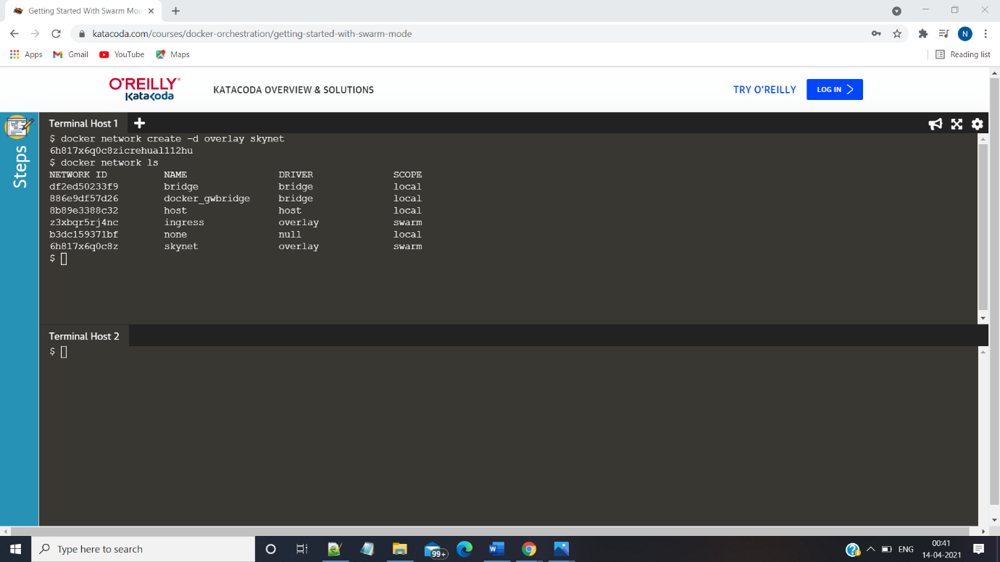 Getting Started With Swarm Mod
katacoda.com/courses/docker-orchestration/getting-started-with-swarm-mode
N
Apps Gmail YouTube Maps Reading list
O'REILLY®
Katacoda
KATACODA OVERVIEW & SOLUTIONS
TRY O'REILLY LOG IN
Steps
Terminal Host 1
$ docker network create -d overlay skynet
6h817x6q0c8zicrehual112hu
$ docker network ls
NETWORK ID NAME DRIVER SCOPE
df2ed50233f9 bridge bridge local
886e9df57d26 docker_gwbridge bridge local
8b89e3388c32 host host local
z3xbqr5rj4nc ingress overlay swarm
b3dc159371bf none null local
6h817x6q0c8z skynet overlay swarm
$
Terminal Host 2
$
Type here to search
99+
W
ENG
00:41
14-04-2021